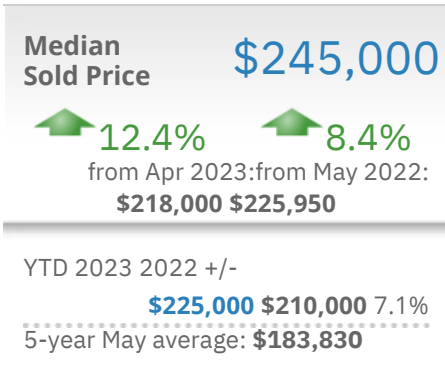 Median
Sold Price
$245,000
12.4%
8.4%
from Apr 2023:from May 2022:
$218,000 $225,950
YTD 2023 2022 +/-
$225,000 $210,000 7.1%
5-year May average: $183,830